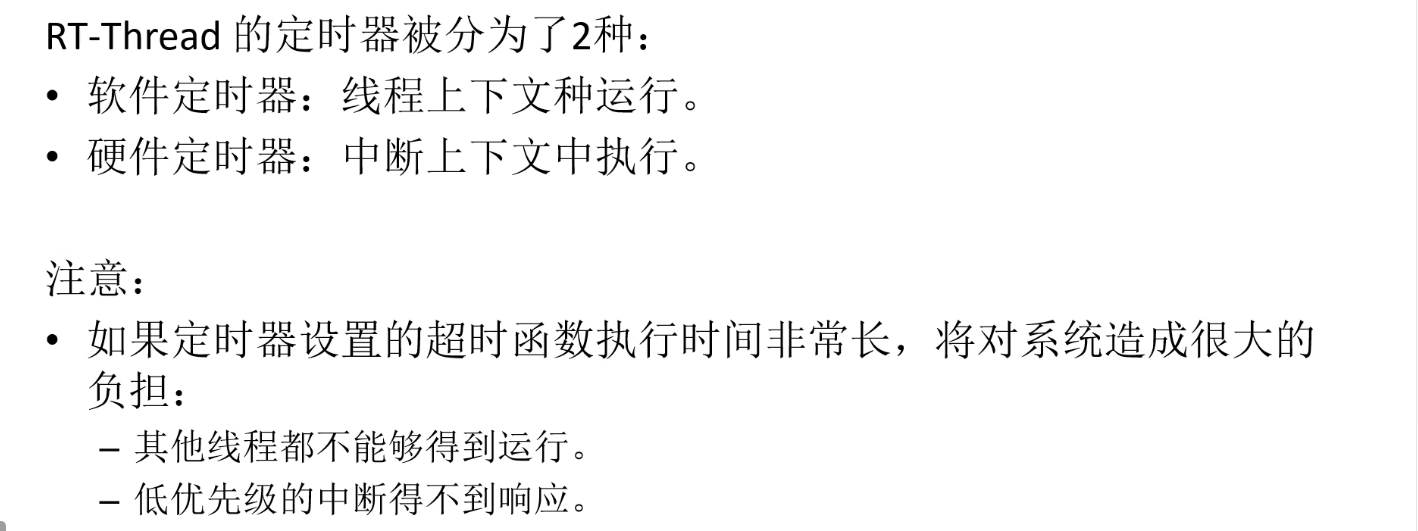 RT-Thread 的定时器被分为了2种：
• 软件定时器：线程上下文种运行。
• 硬件定时器：中断上下文中执行。
注意：
• 如果定时器设置的超时函数执行时间非常长，将对系统造成很大的
负担：
– 其他线程都不能够得到运行。
– 低优先级的中断得不到响应。